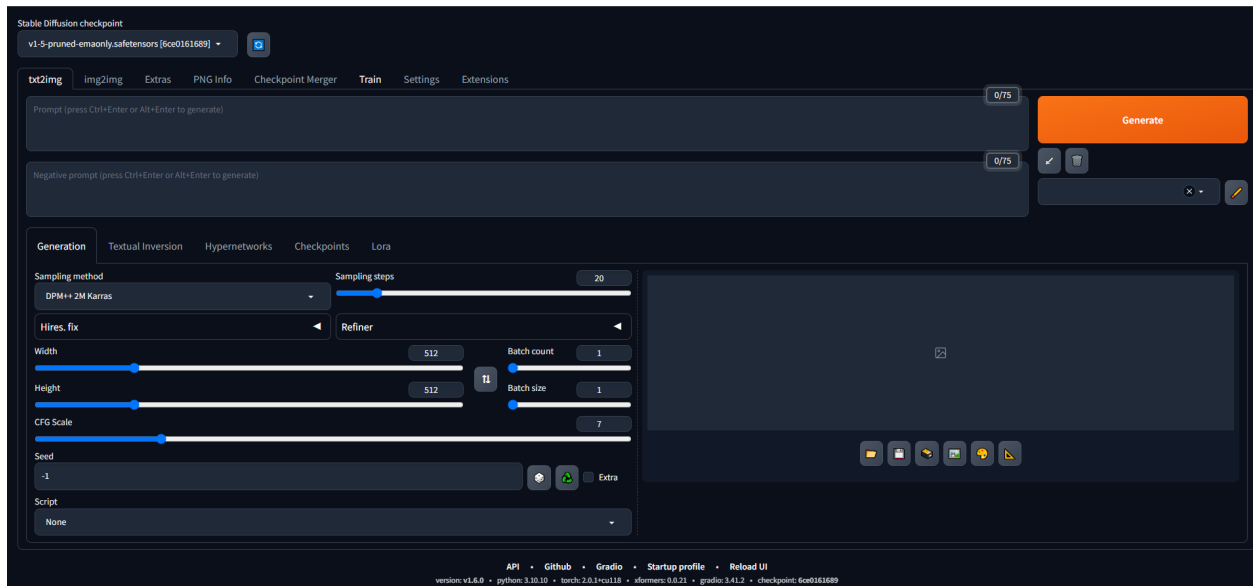 Stable Diffusion checkpoint
v1-5-pruned-emaonly.safetensors [6ce0161689]
txt2img img2img Extras PNG Info Checkpoint Merger Train Settings Extensions
0/75
Prompt (press Ctrl+Enter or Alt+Enter to generate)
Generate
0/75
Negative prompt (press Ctrl+Enter or Alt+Enter to generate)
Generation Textual Inversion Hypernetworks Checkpoints Lora
Sampling method Sampling steps 20
DPM++ 2M Karras
Hires. fix Refiner
Width 512 Batch count 1
Height 512 Batch size 1
CFG Scale 7
Seed
-1 Extra
Script
None
API • Github • Gradio • Startup profile • Reload UI
version: v1.6.0 • python: 3.10.10 • torch: 2.0.1+cu118 • xformers: 0.0.21 • gradio: 3.41.2 • checkpoint: 6ce0161689